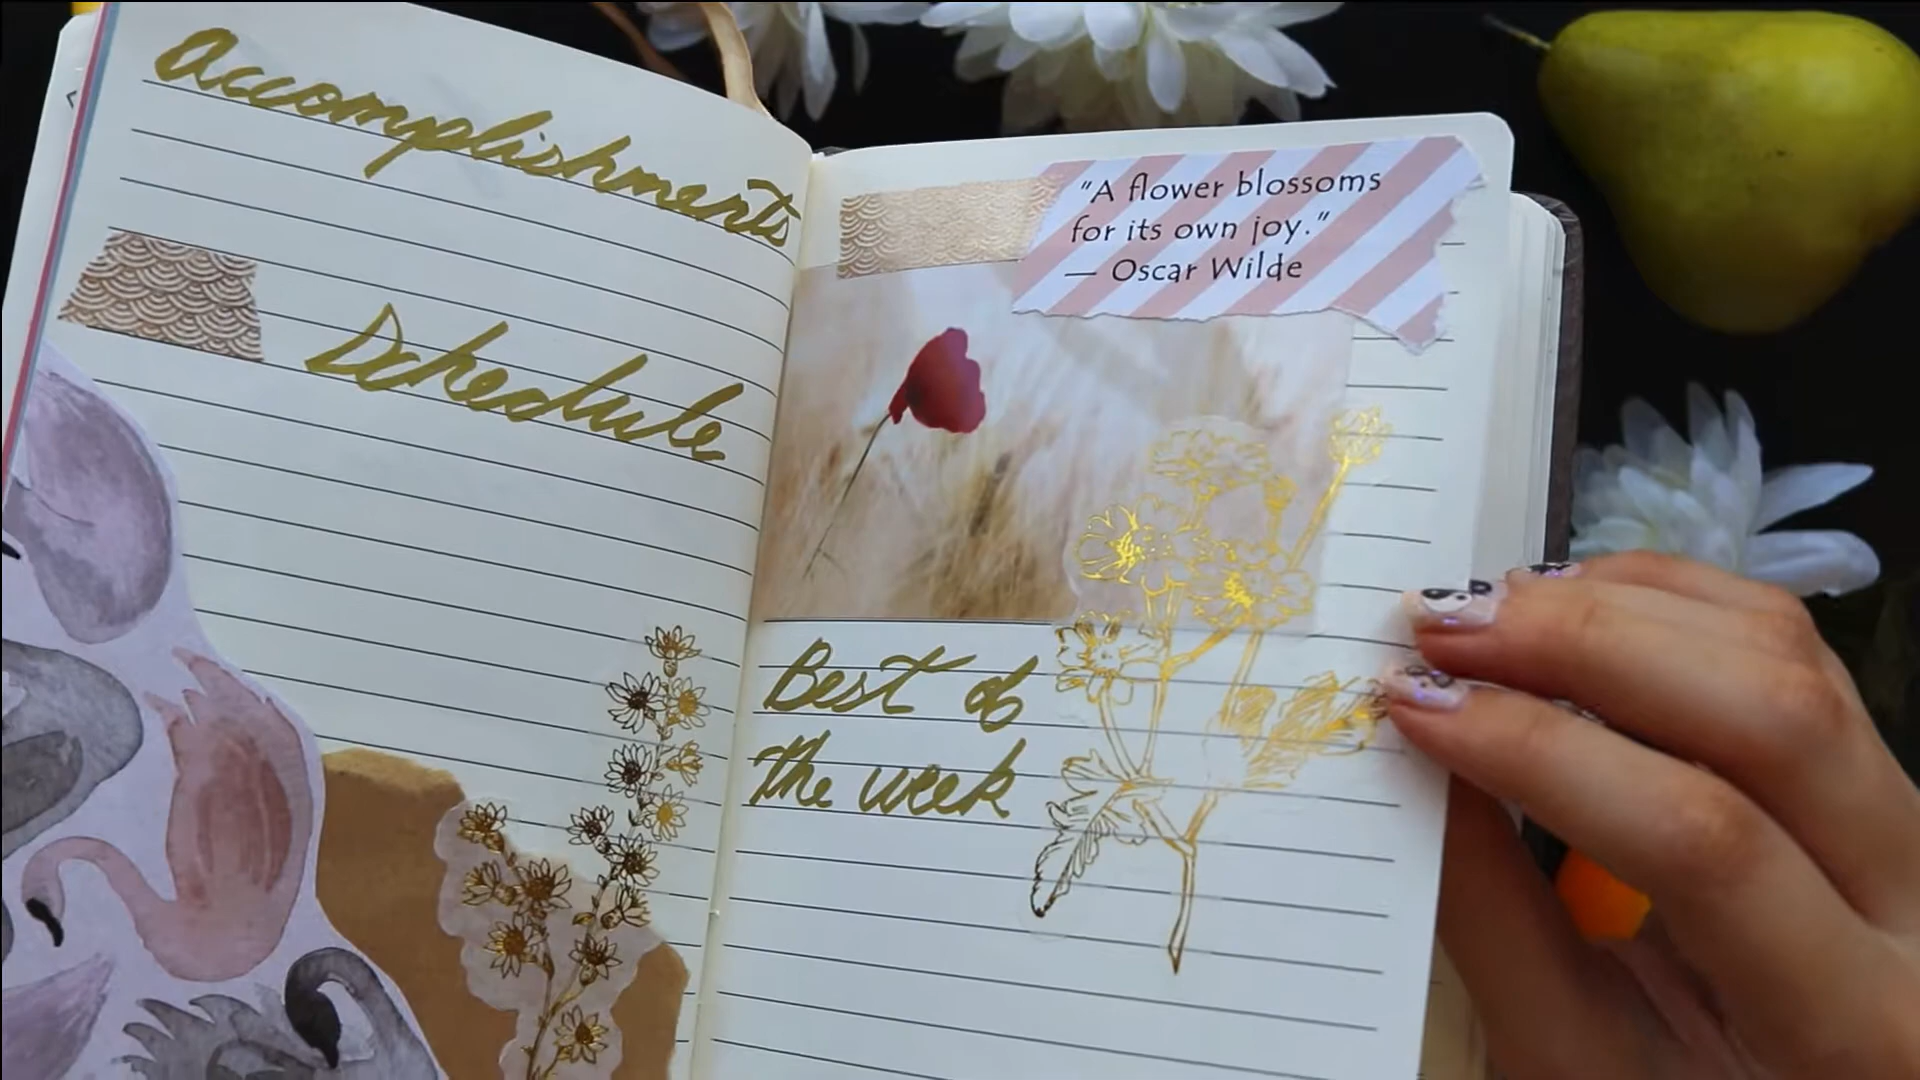 Accomplishments
Schedule
"A flower blossoms
for its own joy."
— Oscar Wilde
Best of
the week